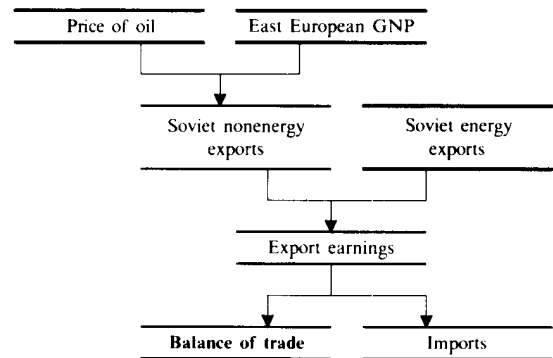 Price of oil
East European GNP
Soviet nonenergy
exports
Soviet energy
exports
Export earnings
Balance of trade
Imports